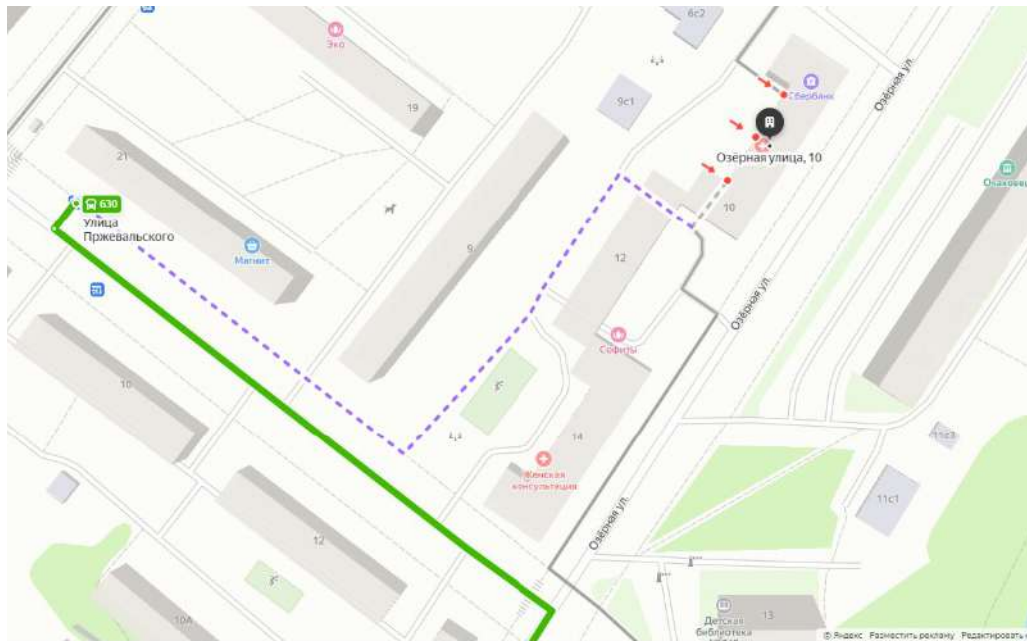 6с2
Эко
Озёрная ул.
Сбербанк
19
9с1
21
Озёрная улица, 10
630
Улица
Пржевальского
10
9
Магнит
12
Озёрная ул.
Софиты
10
14
11с3
Женская
консультация
11с1
Озёрная ул.
12
10А
Детская
библиотека
13
© Яндекс Разместить рекламу Редактировать